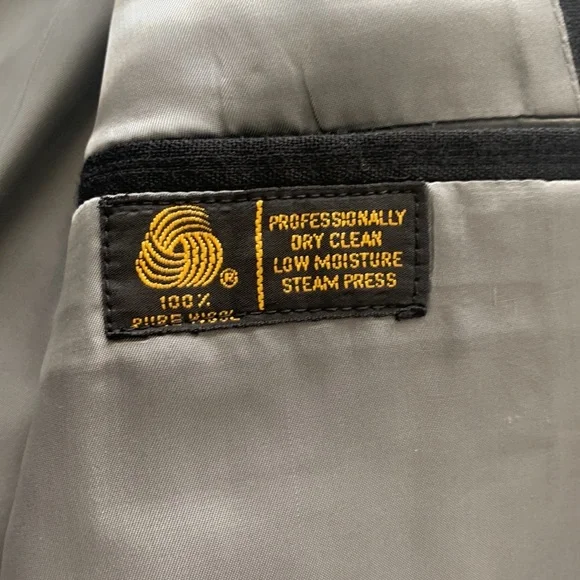 ®
100%
PURE WOOL
PROFESSIONALLY
DRY CLEAN
LOW MOISTURE
STEAM PRESS